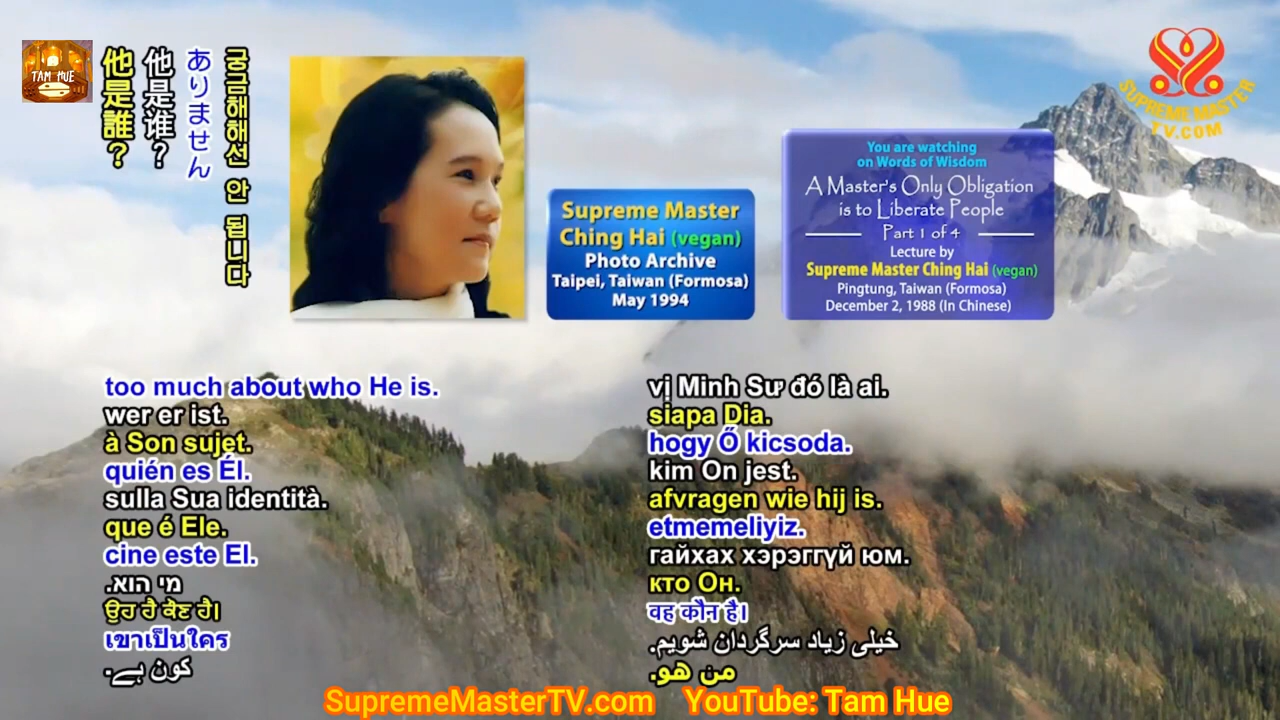 TAM HUE
他是誰？
他是谁？
ありません
궁금해해선 안 됩니다
SUPREME MASTER
TV.COM
Supreme Master
Ching Hai (vegan)
Photo Archive
Taipei, Taiwan (Formosa)
May 1994
You are watching
on Words of Wisdom
A Master's Only Obligation
is to Liberate People
Part 1 of 4
Lecture by
Supreme Master Ching Hai (vegan)
Pingtung, Taiwan (Formosa)
December 2, 1988 (In Chinese)
too much about who He is.
wer er ist.
à Son sujet.
quién es Él.
sulla Sua identità.
que é Ele.
cine este El.
מי הוא.
ਉਹ ਹੈ ਕੌਣ ਹੈ।
เขาเป็นใคร
کون ہے۔
vị Minh Sư đó là ai.
siapa Dia.
hogy Ő kicsoda.
kim On jest.
afvragen wie hij is.
etmemeliyiz.
гайхах хэрэггүй юм.
кто Он.
वह कौन है।
خیلی زیاد سرگردان شویم.
من هو.
SupremeMasterTV.com YouTube: Tam Hue